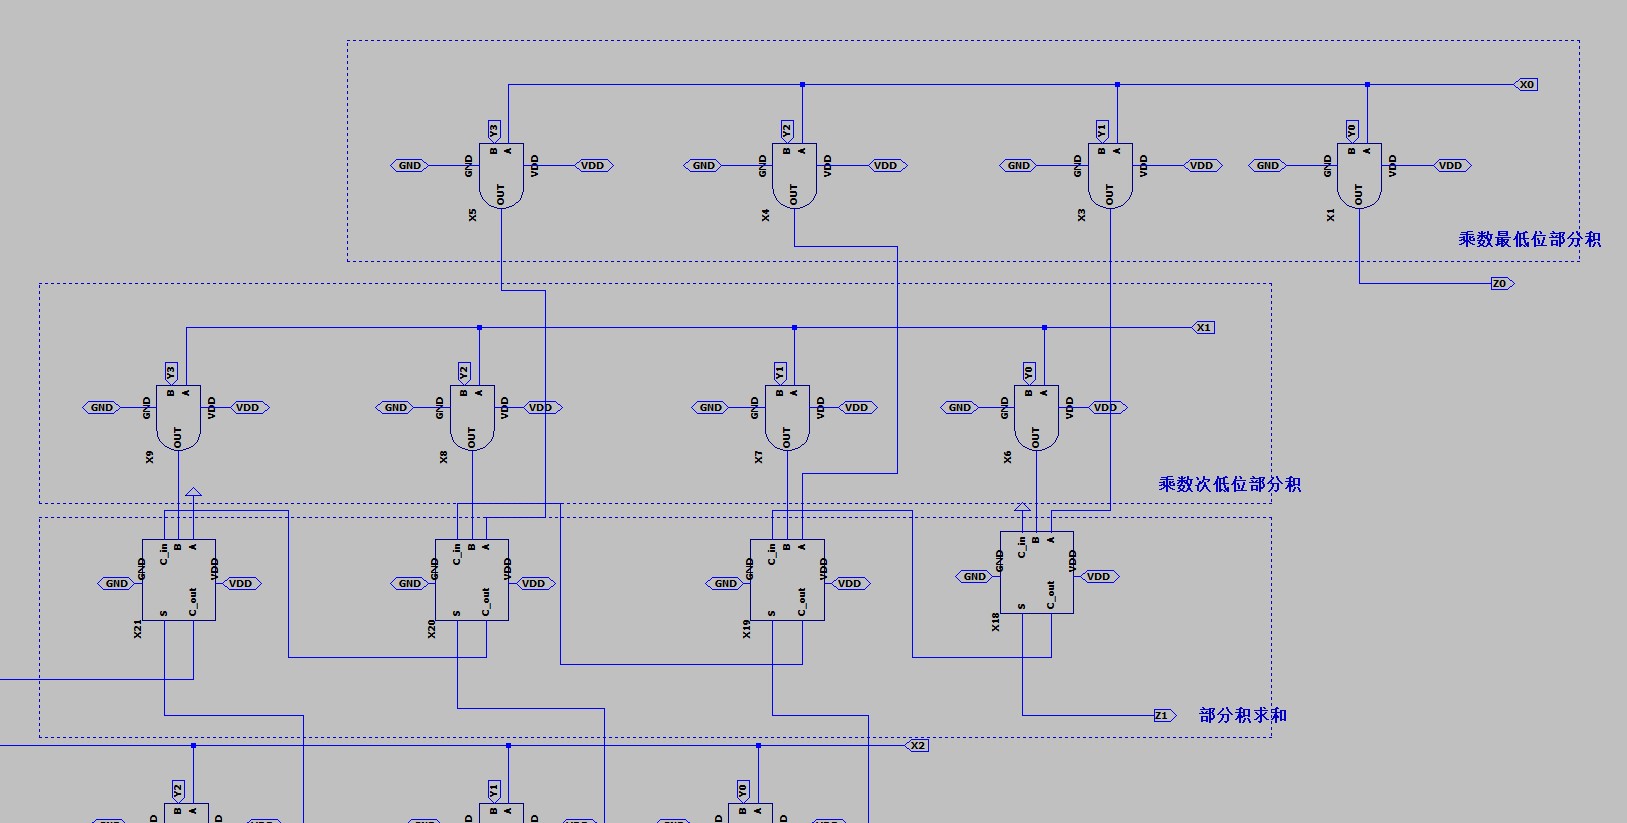 X0
Y3
Y2
Y1
Y0
B A
B A
B A
B A
GND GND VDD VDD
GND GND VDD VDD
GND GND VDD VDD
GND GND VDD VDD
OUT
OUT
OUT
OUT
X5
X4
X3
X1
乘数最低位部分积
Z0
X1
Y3
Y2
Y1
Y0
B A
B A
B A
B A
GND GND VDD VDD
GND GND VDD VDD
GND GND VDD VDD
GND GND VDD VDD
OUT
OUT
OUT
OUT
X9
X8
X7
X6
乘数次低位部分积
C_in B A
C_in B A
C_in B A
C_in B A
GND GND VDD VDD
GND GND VDD VDD
GND GND VDD VDD
GND GND VDD VDD
S C_out
S C_out
S C_out
S C_out
X21
X20
X19
X18
Z1
部分积求和
X2
Y2
Y1
Y0
B A
B A
B A